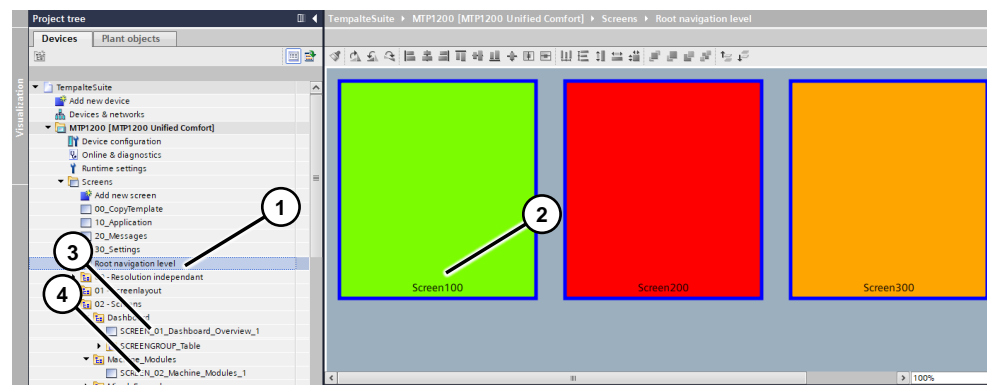 Project tree
TempalteSuite ▸ MTP1200 [MTP1200 Unified Comfort] ▸ Screens ▸ Root navigation level
Devices
Plant objects
Visualization
TempalteSuite
Add new device
Devices & networks
MTP1200 [MTP1200 Unified Comfort]
Device configuration
Online & diagnostics
Runtime settings
Screens
Add new screen
00_CopyTemplate
10_Application
20_Messages
30_Settings
Root navigation level
- Resolution independant
01 - Screenlayout
02 - Screens
Dashboard
SCREEN_01_Dashboard_Overview_1
SCREENGROUP_Table
Machine_Modules
SCREEN_02_Machine_Modules_1
1
2
3
4
Screen100
Screen200
Screen300
100%